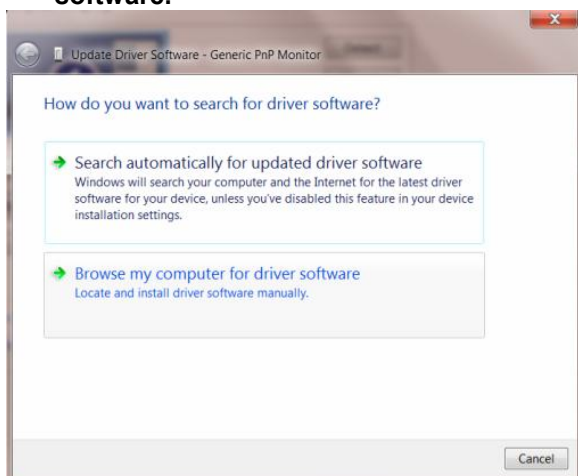 software.
Update Driver Software - Generic PnP Monitor
How do you want to search for driver software?
Search automatically for updated driver software
Windows will search your computer and the Internet for the latest driver
software for your device, unless you've disabled this feature in your device
installation settings.
Browse my computer for driver software
Locate and install driver software manually.
Cancel